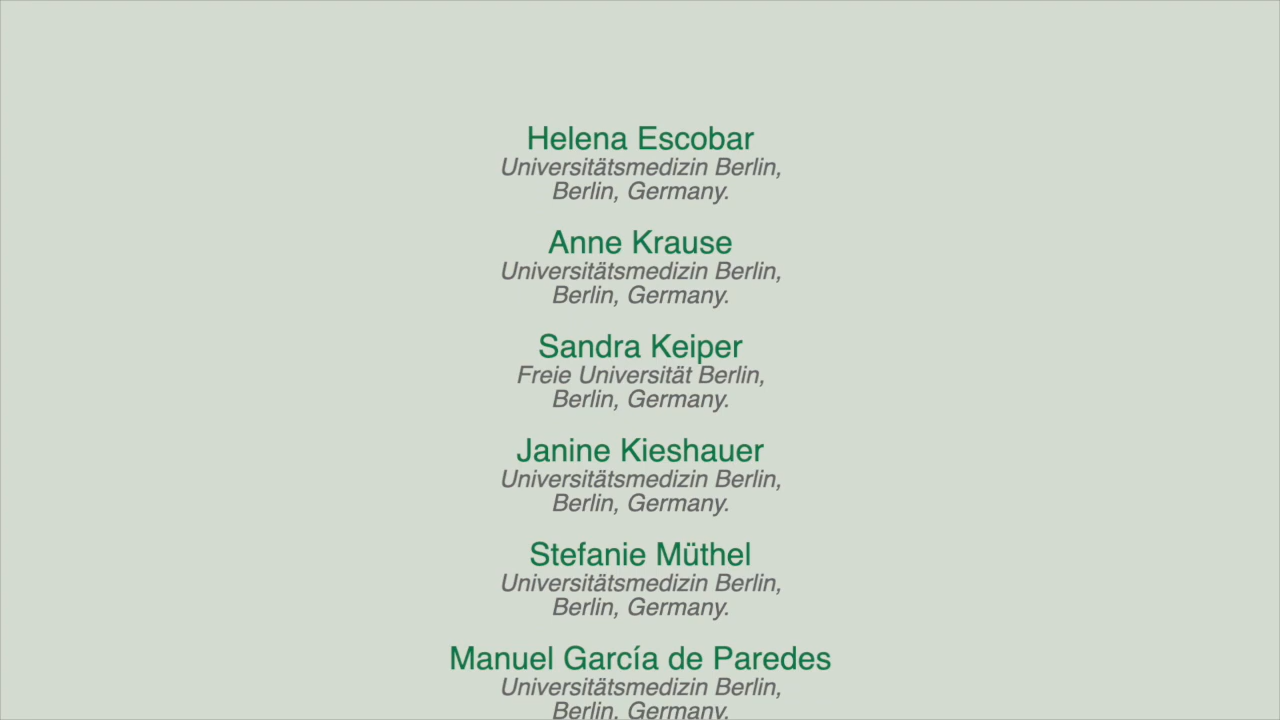 Helena Escobar
Universitätsmedizin Berlin,
Berlin, Germany.
Anne Krause
Universitätsmedizin Berlin,
Berlin, Germany.
Sandra Keiper
Freie Universität Berlin,
Berlin, Germany.
Janine Kieshauer
Universitätsmedizin Berlin,
Berlin, Germany.
Stefanie Müthel
Universitätsmedizin Berlin,
Berlin, Germany.
Manuel García de Paredes
Universitätsmedizin Berlin,
Berlin, Germany.